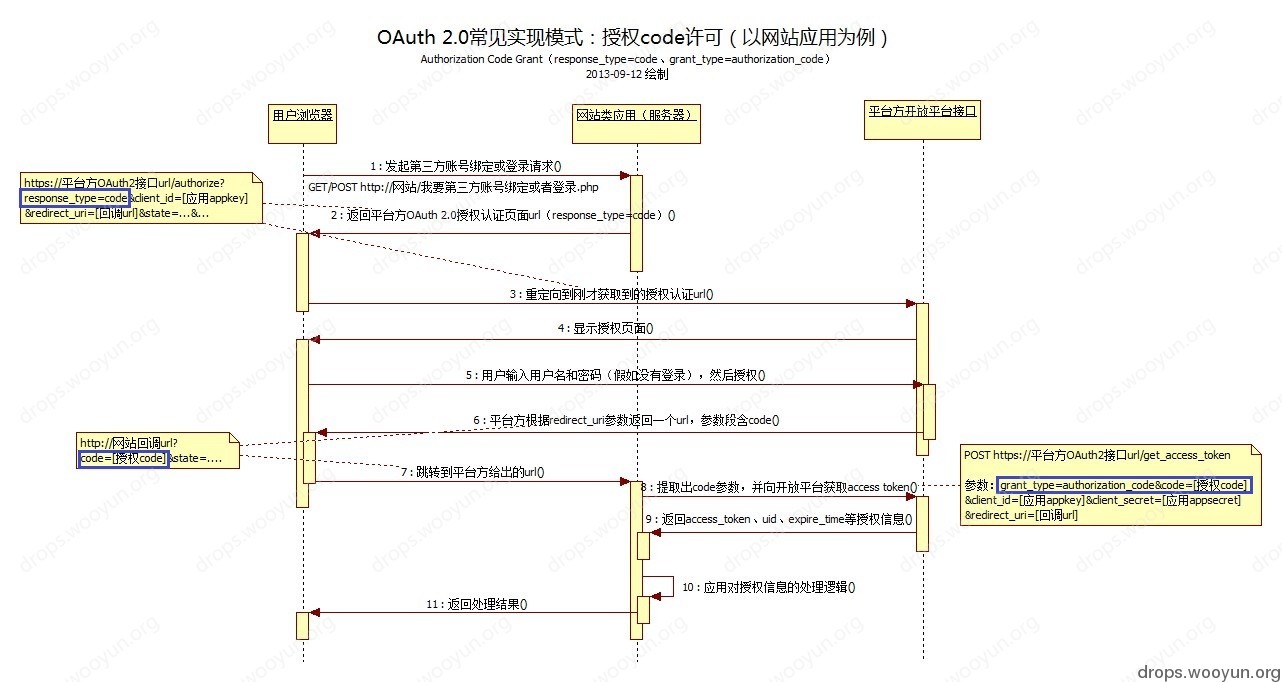 OAuth 2.0常见实现模式：授权code许可（以网站应用为例）
Authorization Code Grant（response_type=code、grant_type=authorization_code）
2013-09-12 绘制
用户浏览器
网站类应用（服务器）
平台方开放平台接口
1：发起第三方账号绑定或登录请求()
https://平台方OAuth2接口url/authorize?
response_type=code&client_id=[应用appkey]
&redirect_uri=[回调url]&state=...&...
GET/POST http://网站/我要第三方账号绑定或者登录.php
2：返回平台方OAuth 2.0授权认证页面url（response_type=code）()
3：重定向到刚才获取到的授权认证url()
4：显示授权页面()
5：用户输入用户名和密码（假如没有登录），然后授权()
6：平台方根据redirect_uri参数返回一个url，参数段含code()
http://网站回调url?
code=[授权code]&state=....
7：跳转到平台方给出的url()
POST https://平台方OAuth2接口url/get_access_token
参数：grant_type=authorization_code&code=[授权code]
&client_id=[应用appkey]&client_secret=[应用appsecret]
&redirect_uri=[回调url]
8：提取出code参数，并向开放平台获取access token()
9：返回access_token、uid、expire_time等授权信息()
10：应用对授权信息的处理逻辑()
11：返回处理结果()
drops.wooyun.org